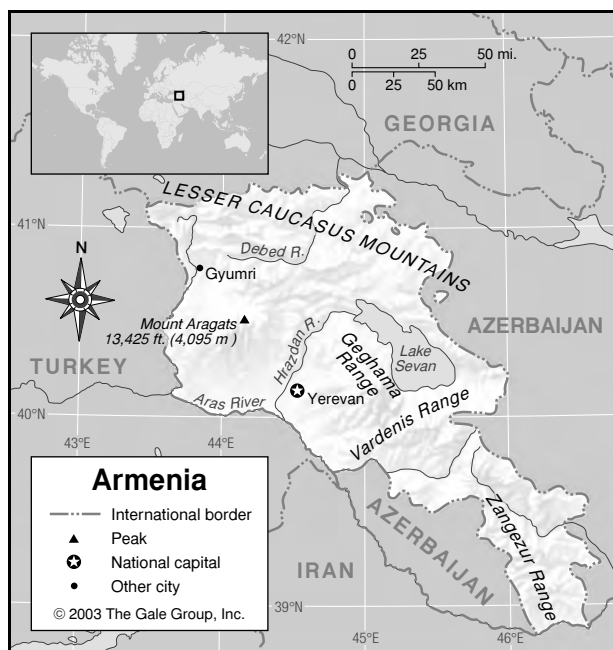 42°N
0 25 50 mi.
0 25 50 km
GEORGIA
LESSER CAUCASUS MOUNTAINS
41°N
N
Debed R.
Gyumri
Mount Aragats
13,425 ft. (4,095 m )
AZERBAIJAN
TURKEY
Hrazdan R.
Geghama
Range
Lake
Sevan
Aras River
Yerevan
40°N
43°E
44°E
Vardenis Range
Armenia
International border
Peak
National capital
Other city
© 2003 The Gale Group, Inc.
AZERBAIJAN
Zangezur Range
IRAN
39°N
45°E
46°E